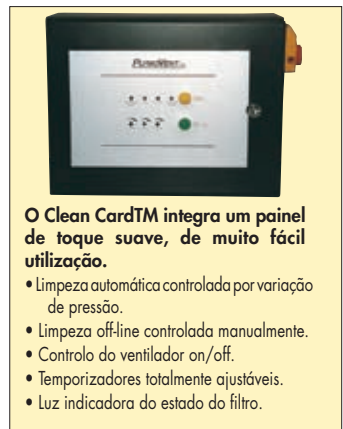 PLYMOVENT
O Clean CardTM integra um painel
de toque suave, de muito fácil
utilização.
• Limpeza automática controlada por variação
de pressão.
• Limpeza off-line controlada manualmente.
• Controlo do ventilador on/off.
• Temporizadores totalmente ajustáveis.
• Luz indicadora do estado do filtro.